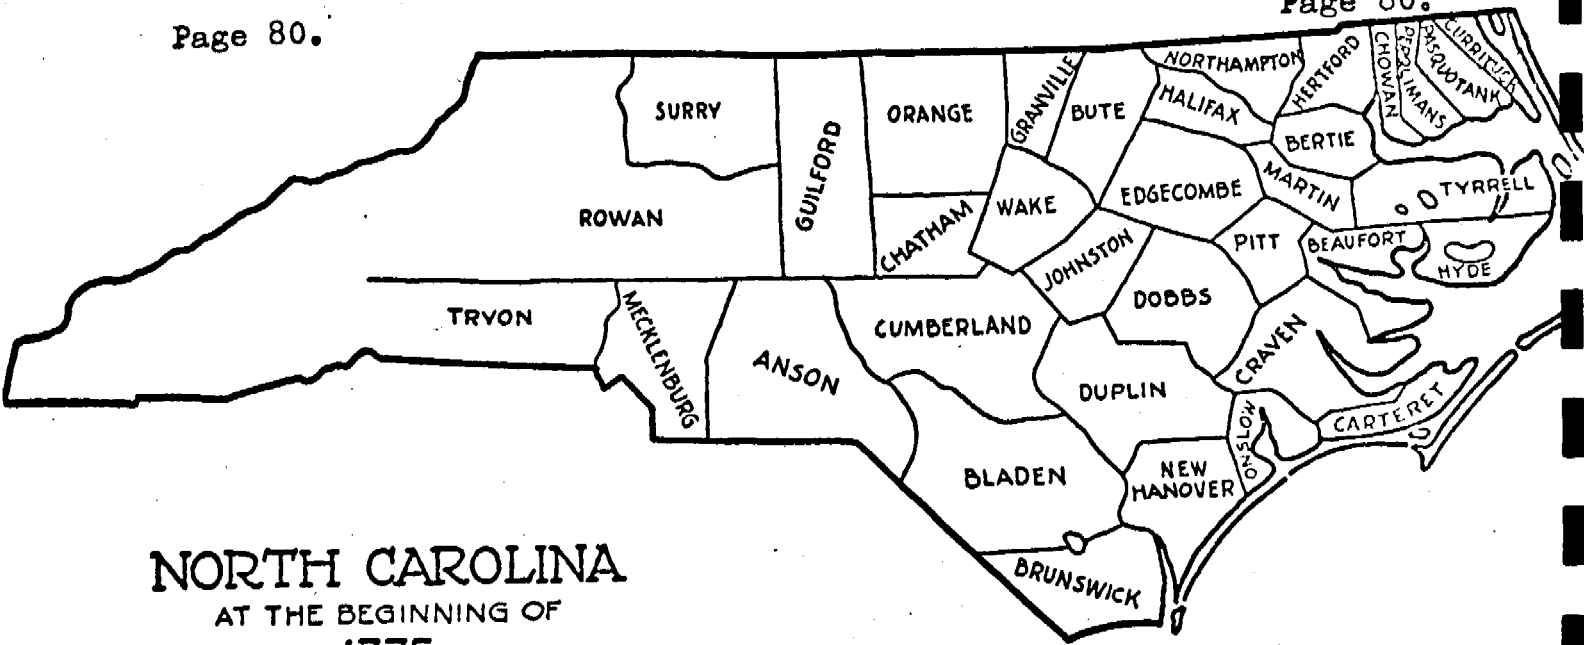 Page 80.
Page 80.
SURRY
GUILFORD
ORANGE
GRANVILLE
BUTE
NORTHAMPTON
HALIFAX
HERTFORD
CHOWAN
PASQUOTANK
CURRITUCK
BERTIE
ROWAN
CHATHAM
WAKE
EDGECOMBE
MARTIN
TYRRELL
JOHNSTON
PITT
BEAUFORT
HYDE
TRYON
MECKLENBURG
ANSON
CUMBERLAND
DOBBS
CRAVEN
DUPLIN
CARTERET
ONSLOW
BLADEN
NEW
HANOVER
BRUNSWICK
NORTH CAROLINA
AT THE BEGINNING OF